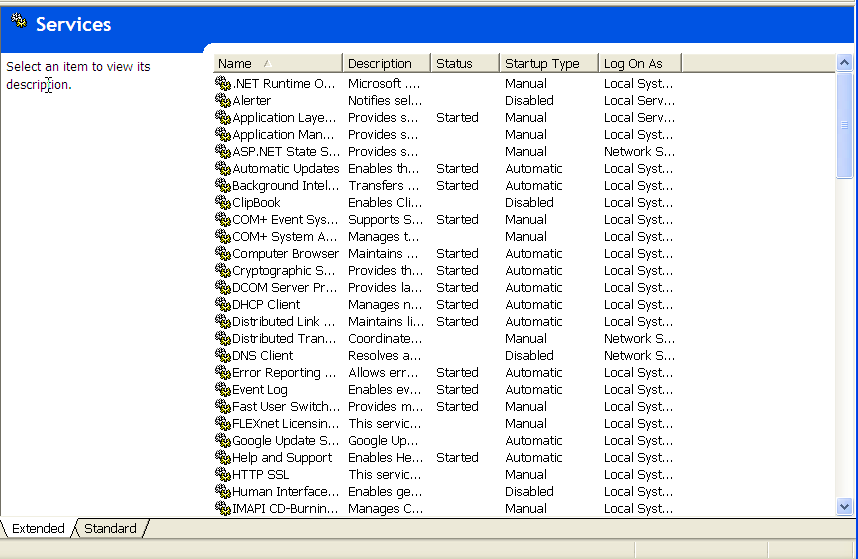 Services
Select an item to view its
description.
Name Description Status Startup Type Log On As
.NET Runtime O... Microsoft .... Manual Local Syst...
Alerter Notifies sel... Disabled Local Serv...
Application Laye... Provides s... Started Manual Local Serv...
Application Man... Provides s... Manual Local Syst...
ASP.NET State S... Provides s... Manual Network S...
Automatic Updates Enables th... Started Automatic Local Syst...
Background Intel... Transfers ... Started Automatic Local Syst...
ClipBook Enables Cli... Disabled Local Syst...
COM+ Event Sys... Supports S... Started Manual Local Syst...
COM+ System A... Manages t... Manual Local Syst...
Computer Browser Maintains ... Started Automatic Local Syst...
Cryptographic S... Provides th... Started Automatic Local Syst...
DCOM Server Pr... Provides la... Started Automatic Local Syst...
DHCP Client Manages n... Started Automatic Local Syst...
Distributed Link ... Maintains li... Started Automatic Local Syst...
Distributed Tran... Coordinate... Manual Network S...
DNS Client Resolves a... Disabled Network S...
Error Reporting ... Allows err... Started Automatic Local Syst...
Event Log Enables ev... Started Automatic Local Syst...
Fast User Switch... Provides m... Started Manual Local Syst...
FLEXnet Licensin... This servic... Manual Local Syst...
Google Update S... Google Up... Automatic Local Syst...
Help and Support Enables He... Started Automatic Local Syst...
HTTP SSL This servic... Manual Local Syst...
Human Interface... Enables ge... Disabled Local Syst...
IMAPI CD-Burnin... Manages C... Manual Local Syst...
Extended Standard